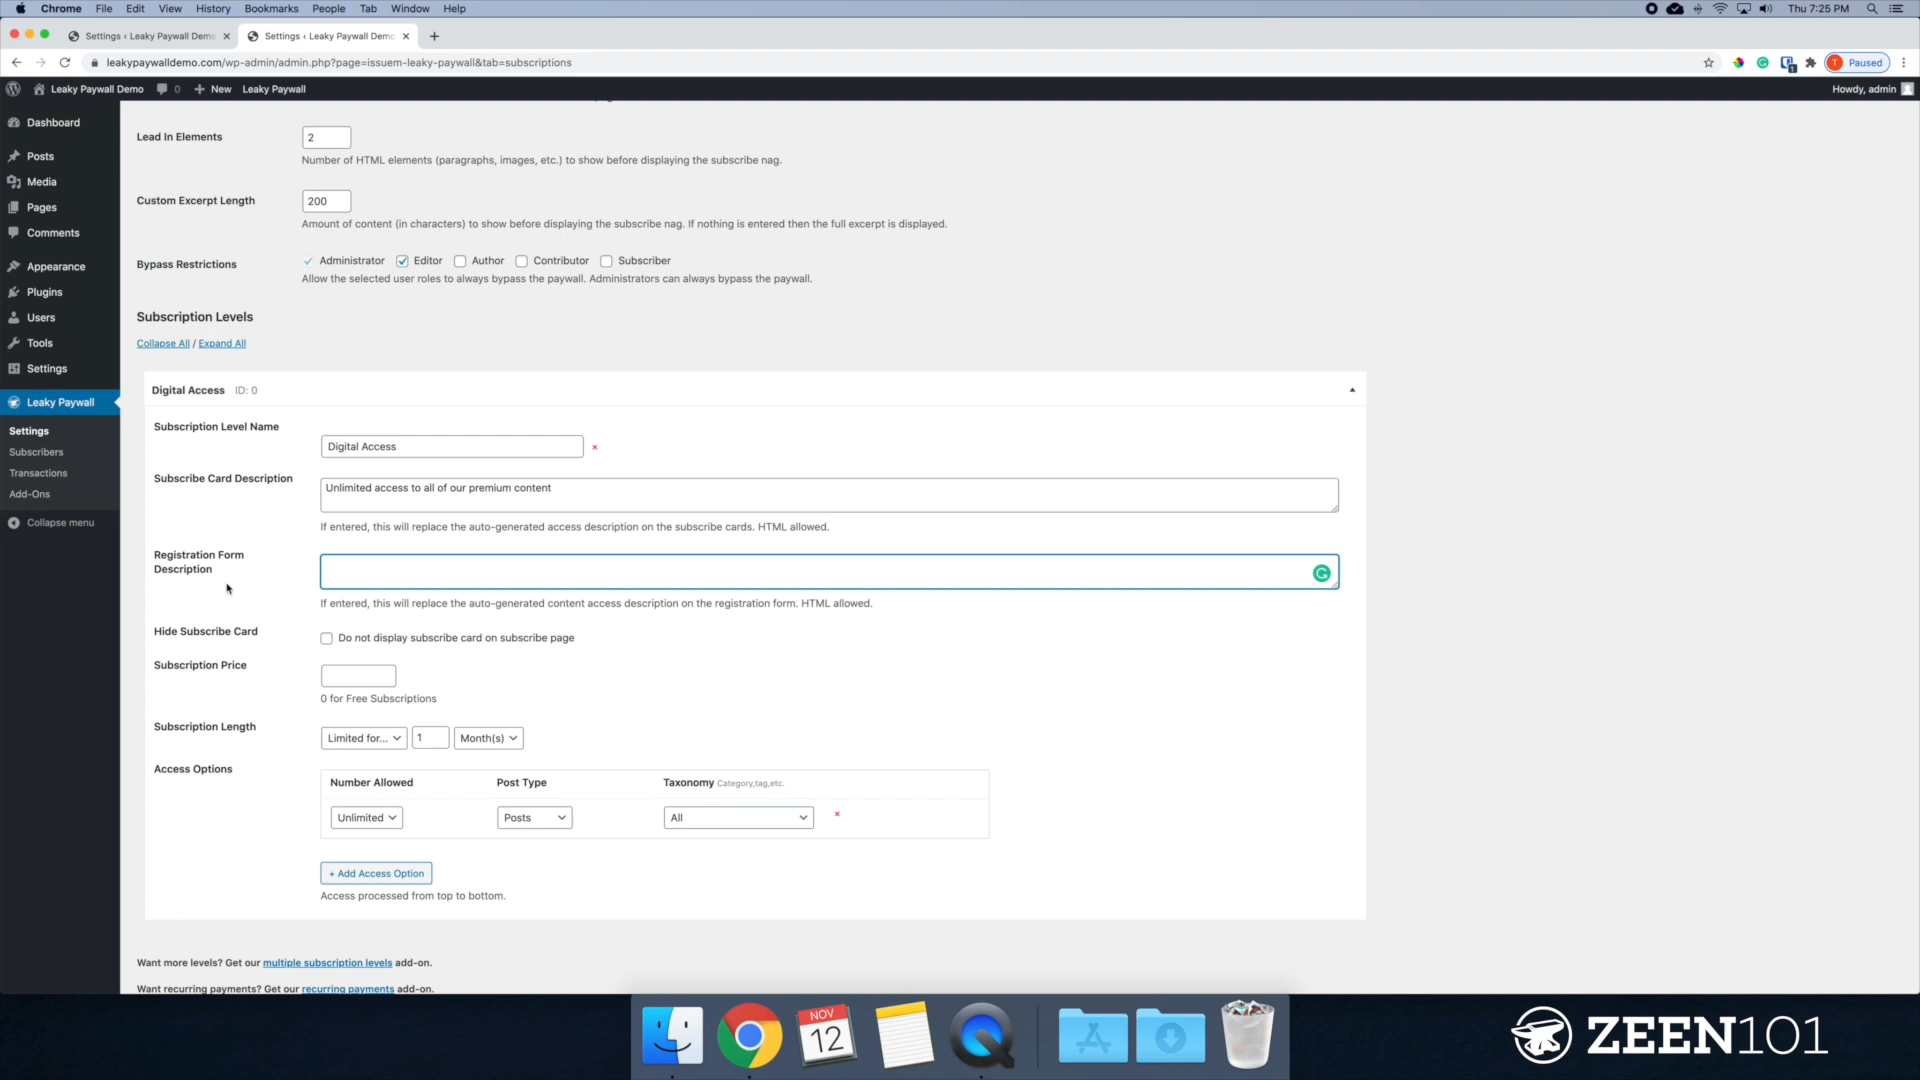 Chrome File Edit View History Bookmarks People Tab Window Help Thu 7:25 PM
Settings ‹ Leaky Paywall Demo Settings ‹ Leaky Paywall Demo
leakypaywalldemo.com/wp-admin/admin.php?page=issuem-leaky-paywall&tab=subscriptions T Paused
Leaky Paywall Demo 0 New Leaky Paywall Howdy, admin
Dashboard
Posts
Media
Pages
Comments
Appearance
Plugins
Users
Tools
Settings
Leaky Paywall
Settings
Subscribers
Transactions
Add-Ons
Collapse menu
Lead In Elements 2
Number of HTML elements (paragraphs, images, etc.) to show before displaying the subscribe nag.
Custom Excerpt Length 200
Amount of content (in characters) to show before displaying the subscribe nag. If nothing is entered then the full excerpt is displayed.
Bypass Restrictions Administrator Editor Author Contributor Subscriber
Allow the selected user roles to always bypass the paywall. Administrators can always bypass the paywall.
Subscription Levels
Collapse All / Expand All
Digital Access ID: 0
Subscription Level Name
Digital Access ×
Subscribe Card Description
Unlimited access to all of our premium content
If entered, this will replace the auto-generated access description on the subscribe cards. HTML allowed.
Registration Form
Description
If entered, this will replace the auto-generated content access description on the registration form. HTML allowed.
Hide Subscribe Card Do not display subscribe card on subscribe page
Subscription Price
0 for Free Subscriptions
Subscription Length Limited for... 1 Month(s)
Access Options
Number Allowed Post Type Taxonomy Category,tag,etc.
Unlimited Posts All ×
+ Add Access Option
Access processed from top to bottom.
Want more levels? Get our multiple subscription levels add-on.
Want recurring payments? Get our recurring payments add-on.
NOV
12
ZEEN101